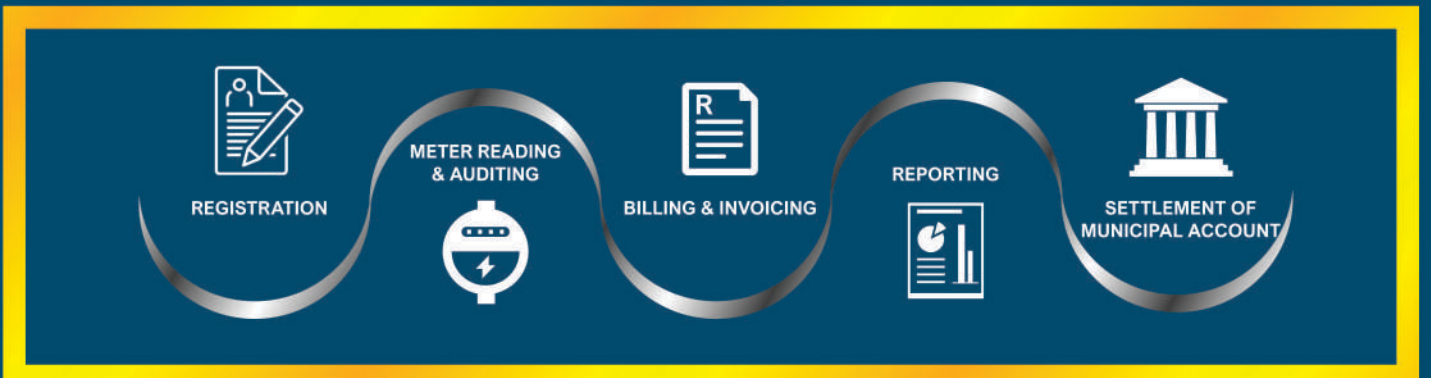 REGISTRATION
METER READING
& AUDITING
R
BILLING & INVOICING
REPORTING
SETTLEMENT OF
MUNICIPAL ACCOUNT